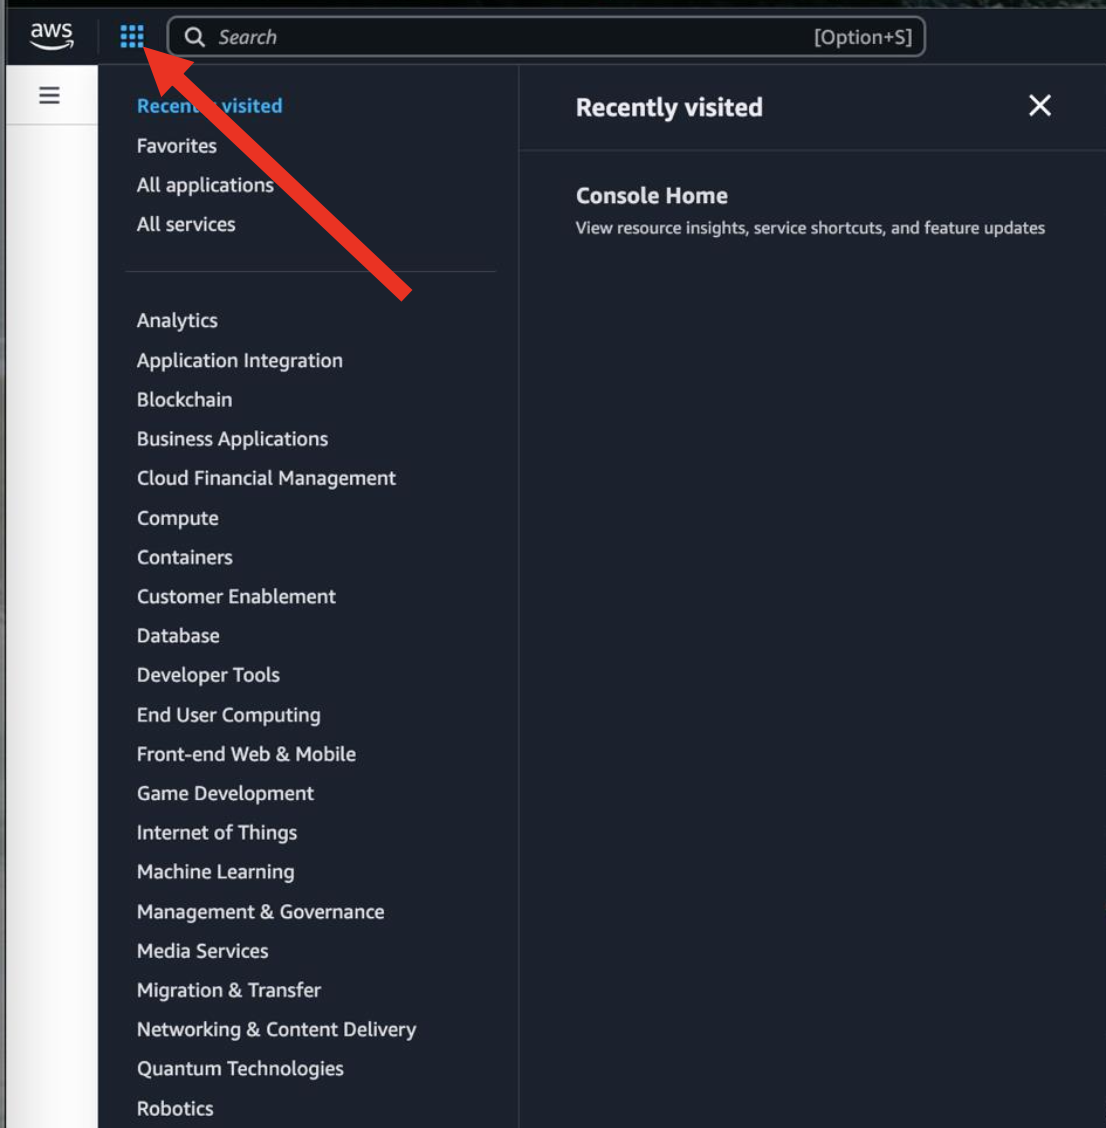 aws
Search
[Option+S]
Recently visited
Favorites
All applications
All services
Analytics
Application Integration
Blockchain
Business Applications
Cloud Financial Management
Compute
Containers
Customer Enablement
Database
Developer Tools
End User Computing
Front-end Web & Mobile
Game Development
Internet of Things
Machine Learning
Management & Governance
Media Services
Migration & Transfer
Networking & Content Delivery
Quantum Technologies
Robotics
Recently visited
Console Home
View resource insights, service shortcuts, and feature updates